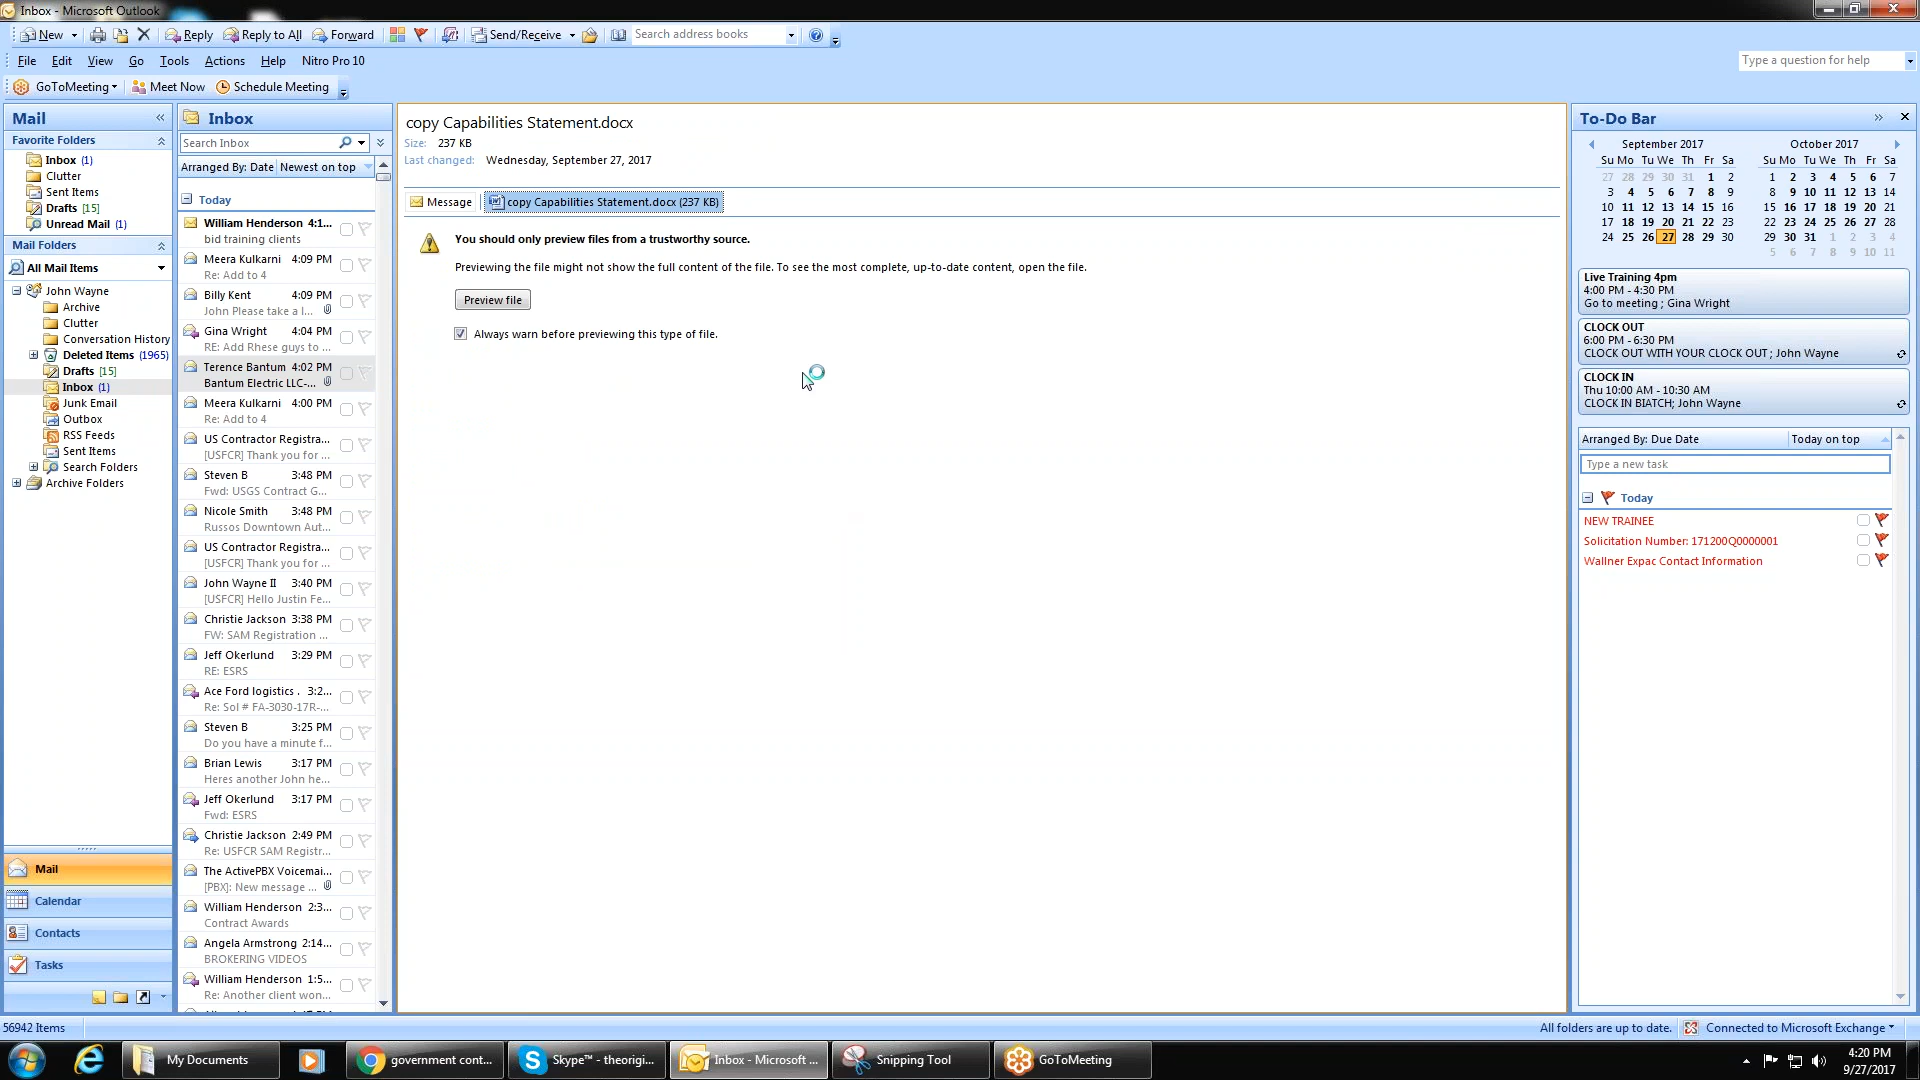 Inbox - Microsoft Outlook
New
Reply
Reply to All
Forward
Send/Receive
Search address books
File Edit View Go Tools Actions Help Nitro Pro 10
Type a question for help
GoToMeeting Meet Now Schedule Meeting
Mail
Favorite Folders
Inbox (1)
Clutter
Sent Items
Drafts [15]
Unread Mail (1)
Mail Folders
All Mail Items
John Wayne
Archive
Clutter
Conversation History
Deleted Items (1965)
Drafts [15]
Inbox (1)
Junk Email
Outbox
RSS Feeds
Sent Items
Search Folders
Archive Folders
Mail
Calendar
Contacts
Tasks
Inbox
Search Inbox
Arranged By: Date Newest on top
Today
William Henderson 4:1...
bid training clients
Meera Kulkarni 4:09 PM
Re: Add to 4
Billy Kent 4:09 PM
John Please take a l...
Gina Wright 4:04 PM
RE: Add Rhese guys to ...
Terence Bantum 4:02 PM
Bantum Electric LLC-...
Meera Kulkarni 4:00 PM
Re: Add to 4
US Contractor Registra...
[USFCR] Thank you for ...
Steven B 3:48 PM
Fwd: USGS Contract G...
Nicole Smith 3:48 PM
Russos Downtown Aut...
US Contractor Registra...
[USFCR] Thank you for ...
John Wayne II 3:40 PM
[USFCR] Hello Justin Fe...
Christie Jackson 3:38 PM
FW: SAM Registration ...
Jeff Okerlund 3:29 PM
RE: ESRS
Ace Ford logistics . 3:2...
Re: Sol # FA-3030-17R-...
Steven B 3:25 PM
Do you have a minute f...
Brian Lewis 3:17 PM
Heres another John he...
Jeff Okerlund 3:17 PM
Fwd: ESRS
Christie Jackson 2:49 PM
Re: USFCR SAM Registr...
The ActivePBX Voicemai...
[PBX]: New message ...
William Henderson 2:3...
Contract Awards
Angela Armstrong 2:14...
BROKERING VIDEOS
William Henderson 1:5...
Re: Another client won...
copy Capabilities Statement.docx
Size: 237 KB
Last changed: Wednesday, September 27, 2017
Message copy Capabilities Statement.docx (237 KB)
You should only preview files from a trustworthy source.
Previewing the file might not show the full content of the file. To see the most complete, up-to-date content, open the file.
Preview file
Always warn before previewing this type of file.
To-Do Bar
September 2017
Su Mo Tu We Th Fr Sa
27 28 29 30 31 1 2
3 4 5 6 7 8 9
10 11 12 13 14 15 16
17 18 19 20 21 22 23
24 25 26 27 28 29 30
October 2017
Su Mo Tu We Th Fr Sa
1 2 3 4 5 6 7
8 9 10 11 12 13 14
15 16 17 18 19 20 21
22 23 24 25 26 27 28
29 30 31 1 2 3 4
5 6 7 8 9 10 11
Live Training 4pm
4:00 PM - 4:30 PM
Go to meeting ; Gina Wright
CLOCK OUT
6:00 PM - 6:30 PM
CLOCK OUT WITH YOUR CLOCK OUT ; John Wayne
CLOCK IN
Thu 10:00 AM - 10:30 AM
CLOCK IN BIATCH; John Wayne
Arranged By: Due Date Today on top
Type a new task
Today
NEW TRAINEE
Solicitation Number: 171200Q0000001
Wallner Expac Contact Information
56942 Items
All folders are up to date. Connected to Microsoft Exchange
My Documents
government cont...
Skype™ - theorigi...
Inbox - Microsoft ...
Snipping Tool
GoToMeeting
4:20 PM
9/27/2017